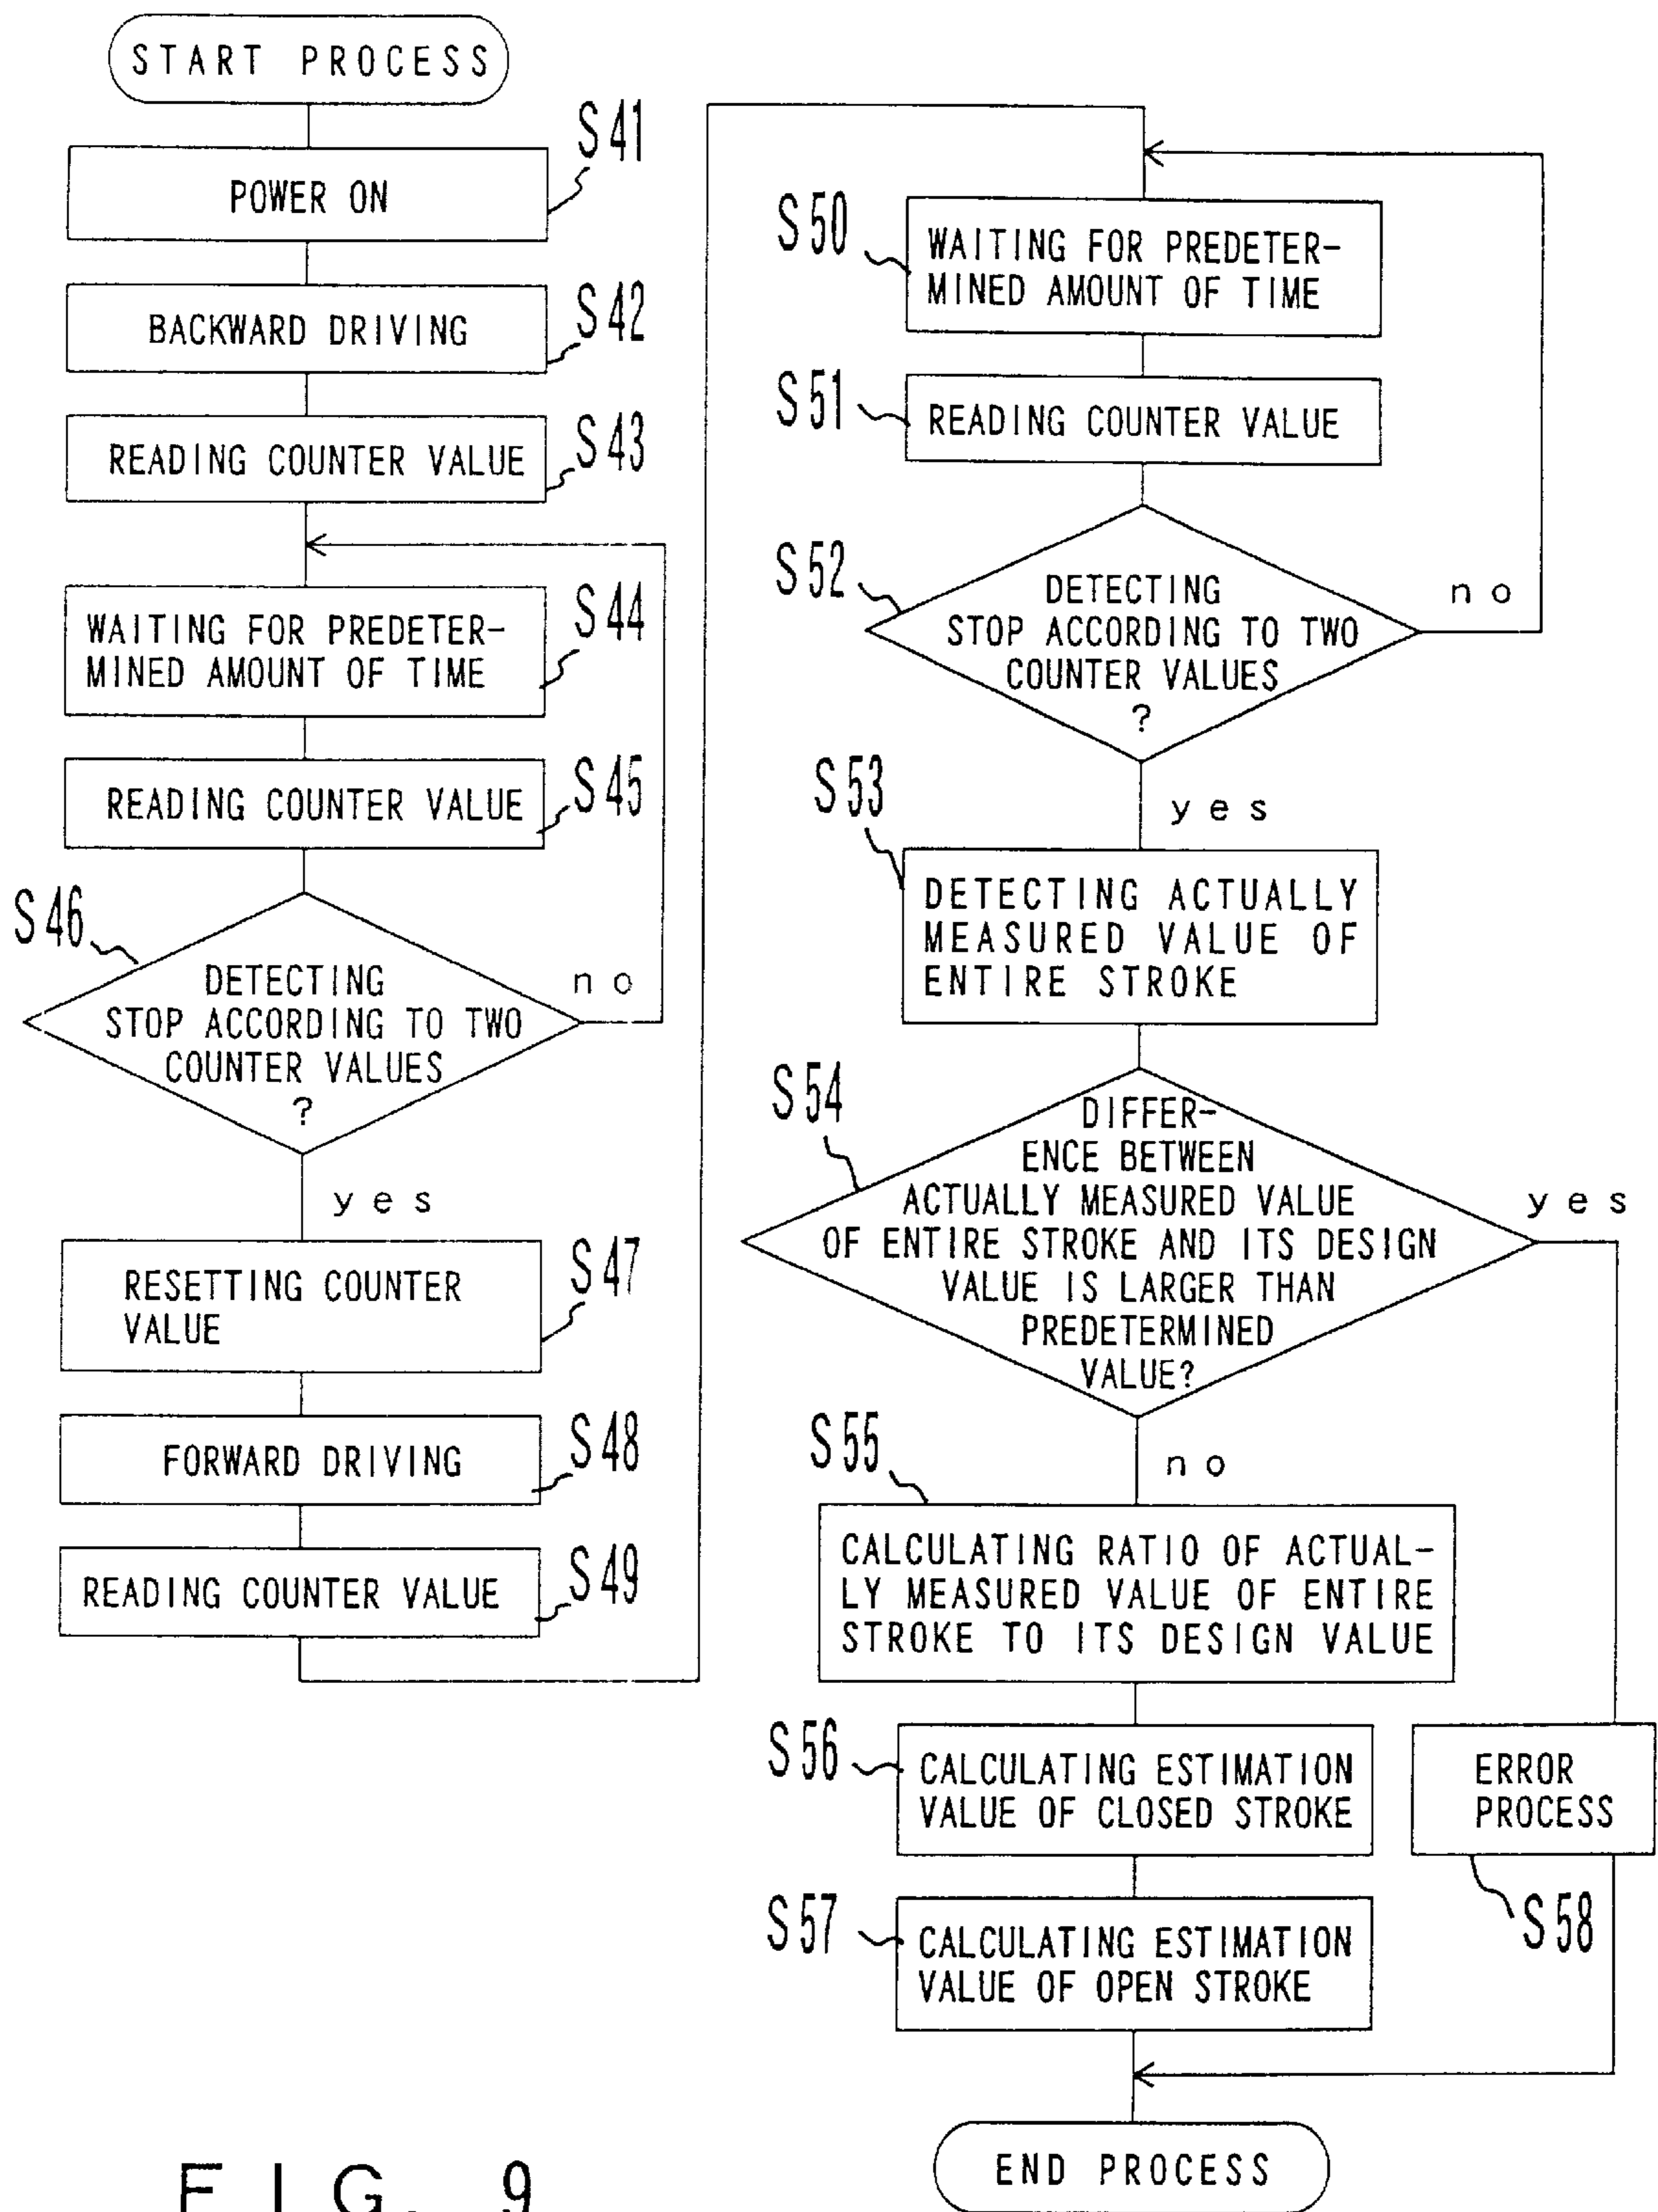 START PROCESS
S41
POWER ON
S42
BACKWARD DRIVING
S43
READING COUNTER VALUE
S44
WAITING FOR PREDETER-
MINED AMOUNT OF TIME
S45
READING COUNTER VALUE
S46
DETECTING
STOP ACCORDING TO TWO
COUNTER VALUES
?
no
yes
S47
RESETTING COUNTER
VALUE
S48
FORWARD DRIVING
S49
READING COUNTER VALUE
S50
WAITING FOR PREDETER-
MINED AMOUNT OF TIME
S51
READING COUNTER VALUE
S52
DETECTING
STOP ACCORDING TO TWO
COUNTER VALUES
?
no
yes
S53
DETECTING ACTUALLY
MEASURED VALUE OF
ENTIRE STROKE
S54
DIFFER-
ENCE BETWEEN
ACTUALLY MEASURED VALUE
OF ENTIRE STROKE AND ITS DESIGN
VALUE IS LARGER THAN
PREDETERMINED
VALUE?
yes
no
S55
CALCULATING RATIO OF ACTUAL-
LY MEASURED VALUE OF ENTIRE
STROKE TO ITS DESIGN VALUE
S56
CALCULATING ESTIMATION
VALUE OF CLOSED STROKE
ERROR
PROCESS
S57
CALCULATING ESTIMATION
VALUE OF OPEN STROKE
S58
END PROCESS
FIG. 9